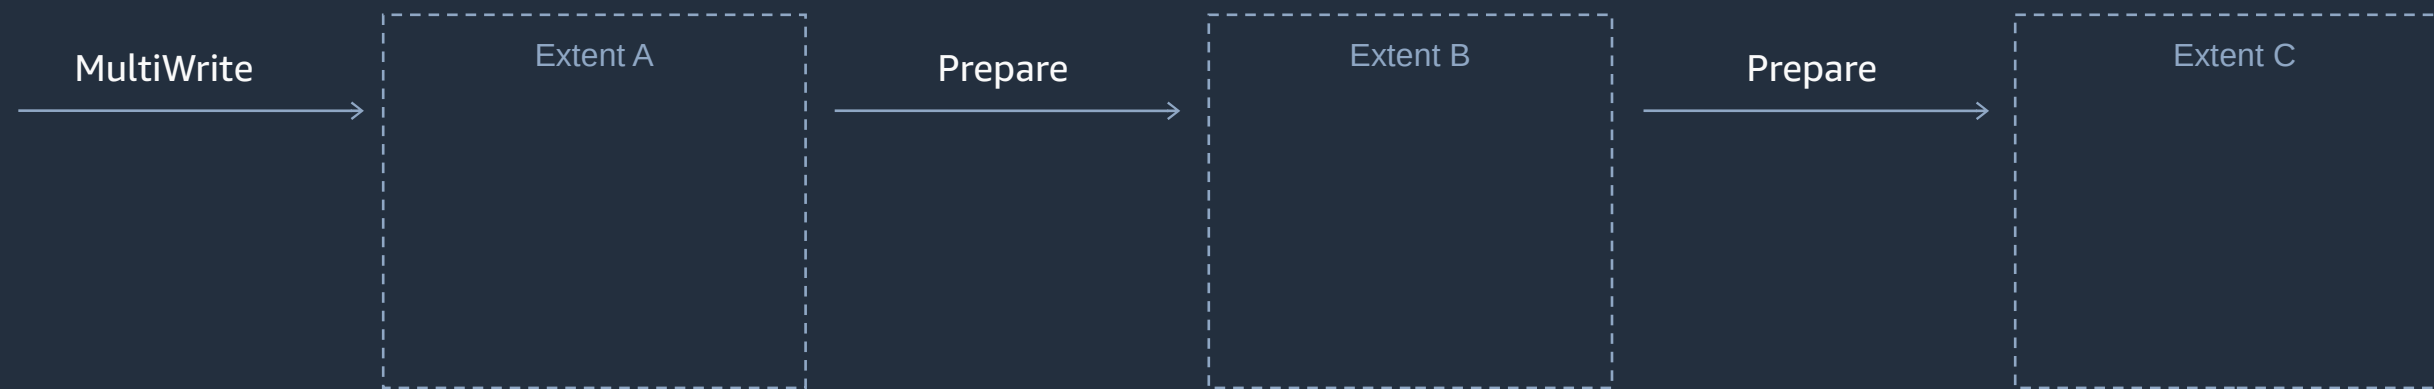 MultiWrite
Extent A
Prepare
Extent B
Prepare
Extent C